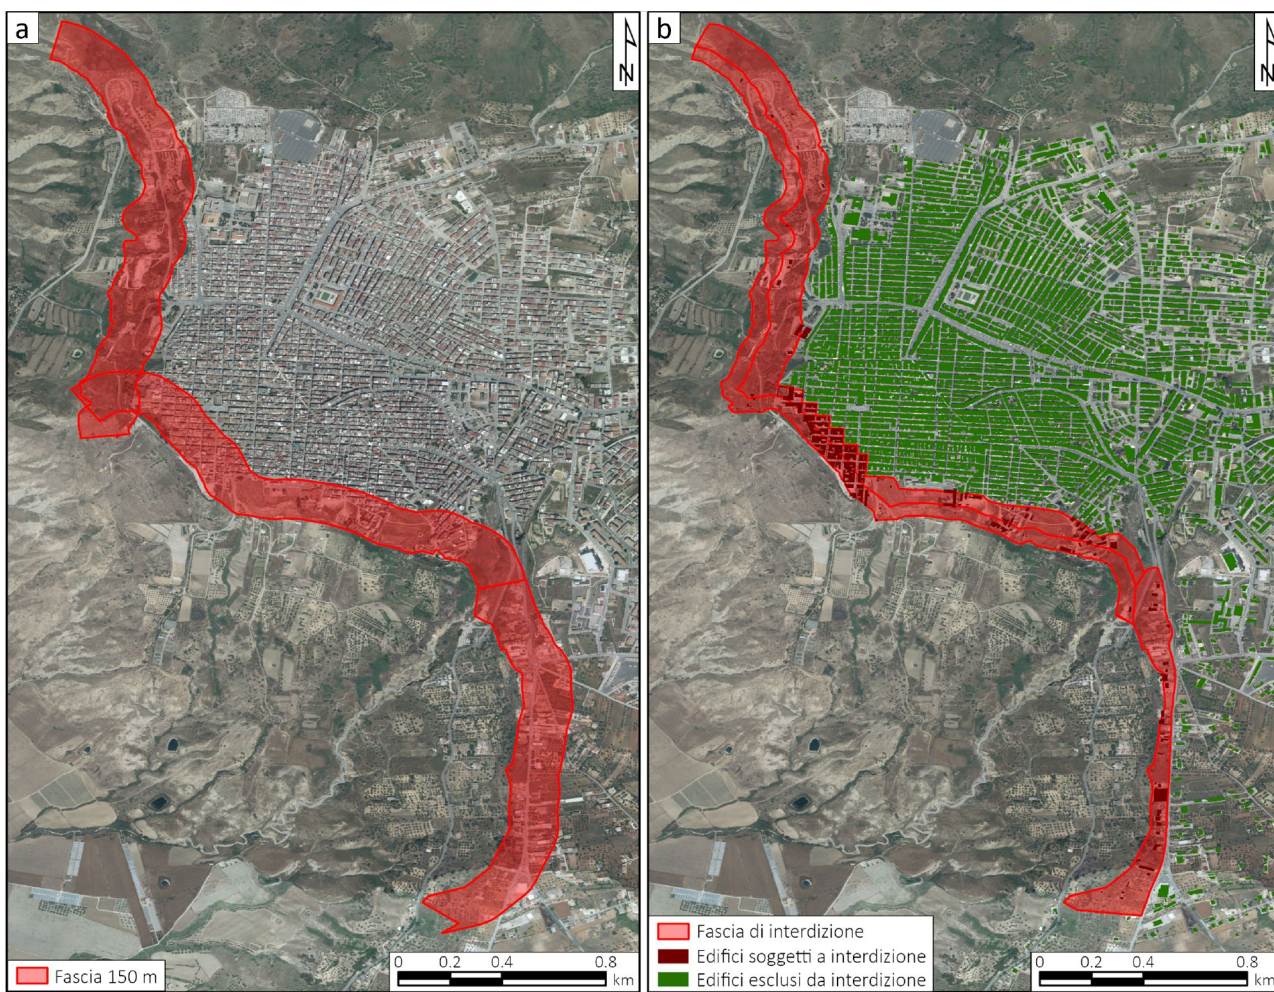 a
N
Fascia 150 m
0 0.2 0.4 0.8
km
b
N
Fascia di interdizione
Edifici soggetti a interdizione
Edifici esclusi da interdizione
0 0.2 0.4 0.8
km